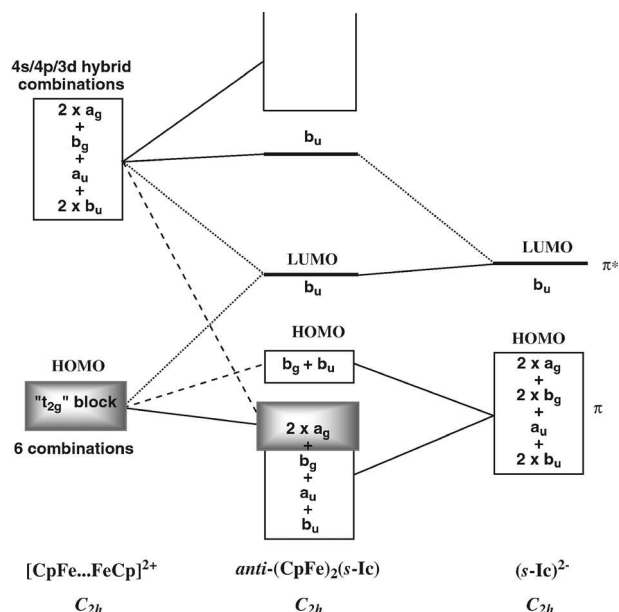 4s/4p/3d hybrid
combinations
2 x a_g
+
b_g
+
a_u
+
2 x b_u
HOMO
"t_2g" block
6 combinations
[CpFe...FeCp]²⁺
C_2h
b_u
LUMO
b_u
HOMO
b_g + b_u
2 x a_g
+
b_g
+
a_u
+
b_u
anti-(CpFe)₂(s-Ic)
C_2h
LUMO
π*
b_u
HOMO
2 x a_g
+
2 x b_g
+
a_u
+
2 x b_u
π
(s-Ic)²⁻
C_2h